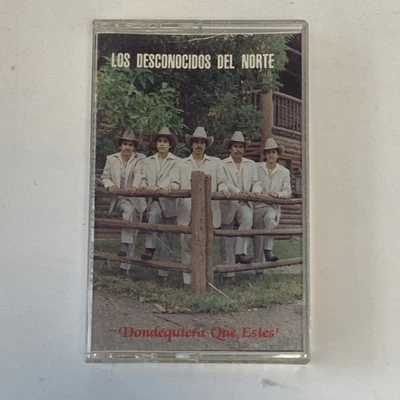 LOS DESCONOCIDOS DEL NORTE
'Dondequiera Que Estes'